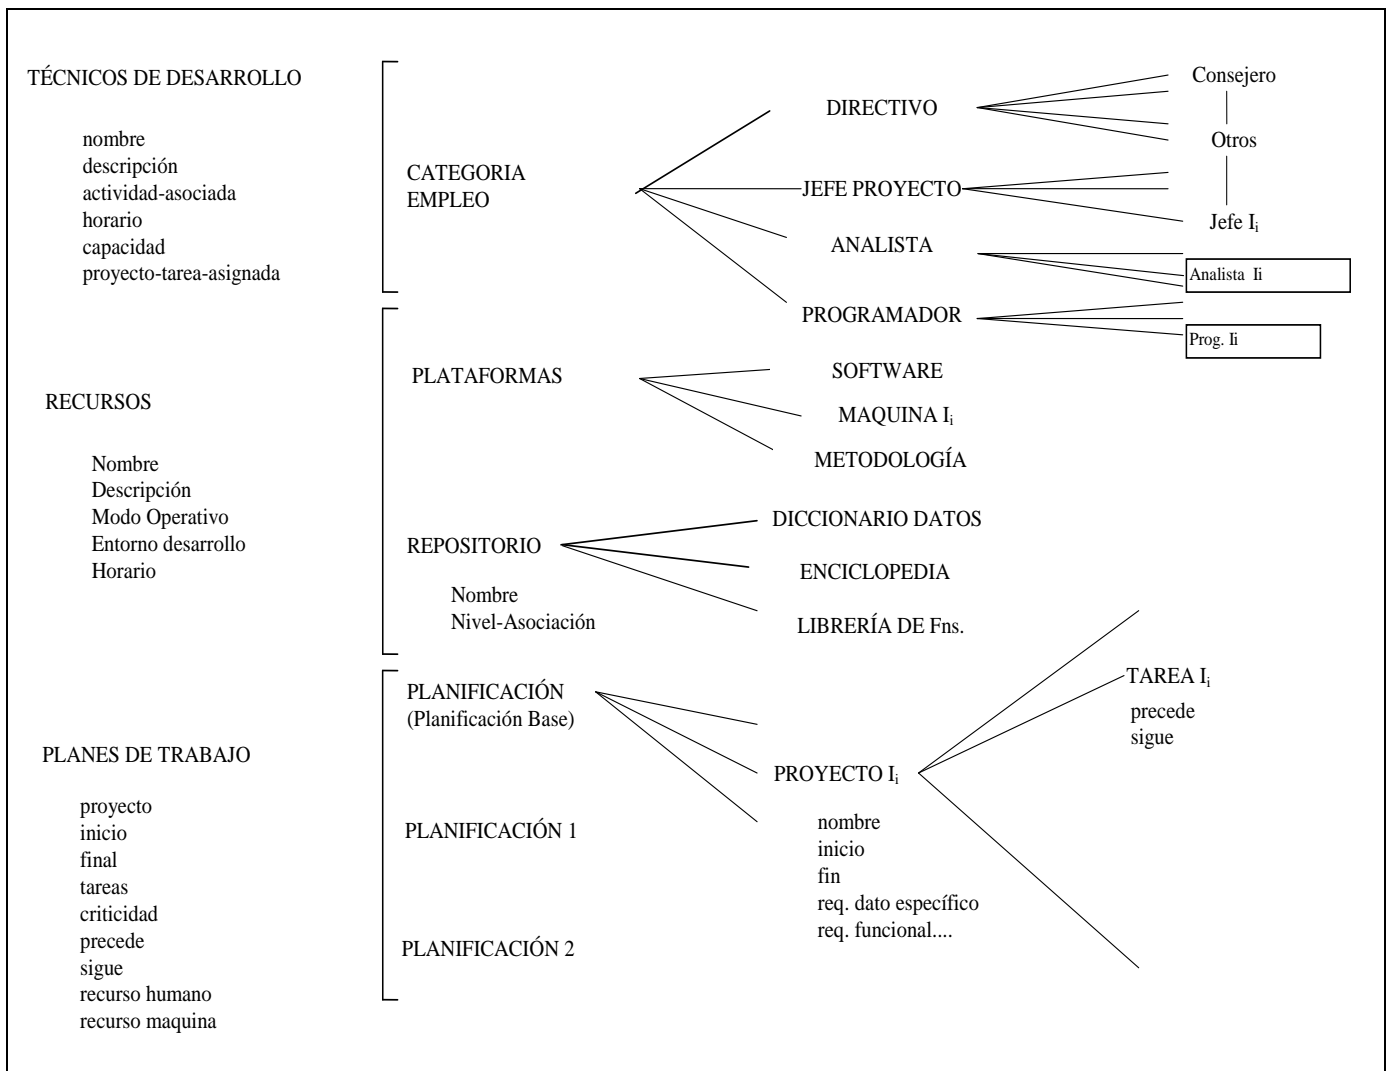 TÉCNICOS DE DESARROLLO
nombre
descripción
actividad-asociada
horario
capacidad
proyecto-tarea-asignada
CATEGORIA
EMPLEO
DIRECTIVO
JEFE PROYECTO
ANALISTA
PROGRAMADOR
Consejero
Otros
Jefe Ii
Analista Ii
Prog. Ii
RECURSOS
Nombre
Descripción
Modo Operativo
Entorno desarrollo
Horario
PLATAFORMAS
SOFTWARE
MAQUINA Ii
METODOLOGÍA
REPOSITORIO
Nombre
Nivel-Asociación
DICCIONARIO DATOS
ENCICLOPEDIA
LIBRERÍA DE Fns.
PLANES DE TRABAJO
proyecto
inicio
final
tareas
criticidad
precede
sigue
recurso humano
recurso maquina
PLANIFICACIÓN
(Planificación Base)
PLANIFICACIÓN 1
PLANIFICACIÓN 2
PROYECTO Ii
nombre
inicio
fin
req. dato específico
req. funcional....
TAREA Ii
precede
sigue